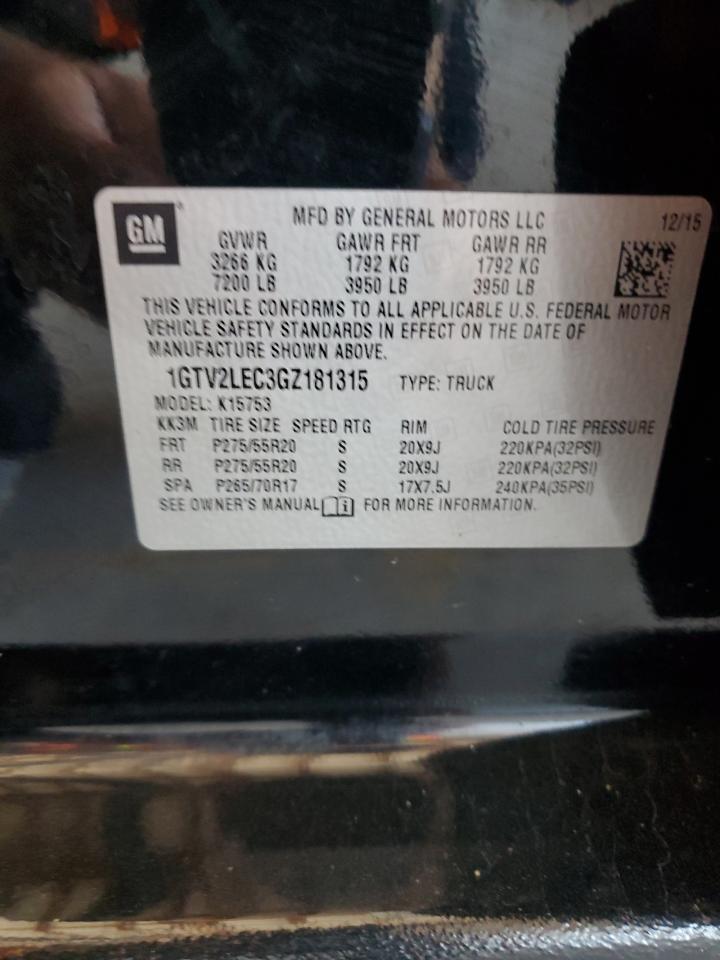 GM
MFD BY GENERAL MOTORS LLC 12/15
GVWR GAWR FRT GAWR RR
3266 KG 1792 KG 1792 KG
7200 LB 3950 LB 3950 LB
THIS VEHICLE CONFORMS TO ALL APPLICABLE U.S. FEDERAL MOTOR
VEHICLE SAFETY STANDARDS IN EFFECT ON THE DATE OF
MANUFACTURE SHOWN ABOVE.
1GTV2LEC3GZ181315 TYPE: TRUCK
MODEL: K15753
KK3M TIRE SIZE SPEED RTG RIM COLD TIRE PRESSURE
FRT P275/55R20 S 20X9J 220KPA(32PSI)
RR P275/55R20 S 20X9J 220KPA(32PSI)
SPA P265/70R17 S 17X7.5J 240KPA(35PSI)
SEE OWNER'S MANUAL FOR MORE INFORMATION.